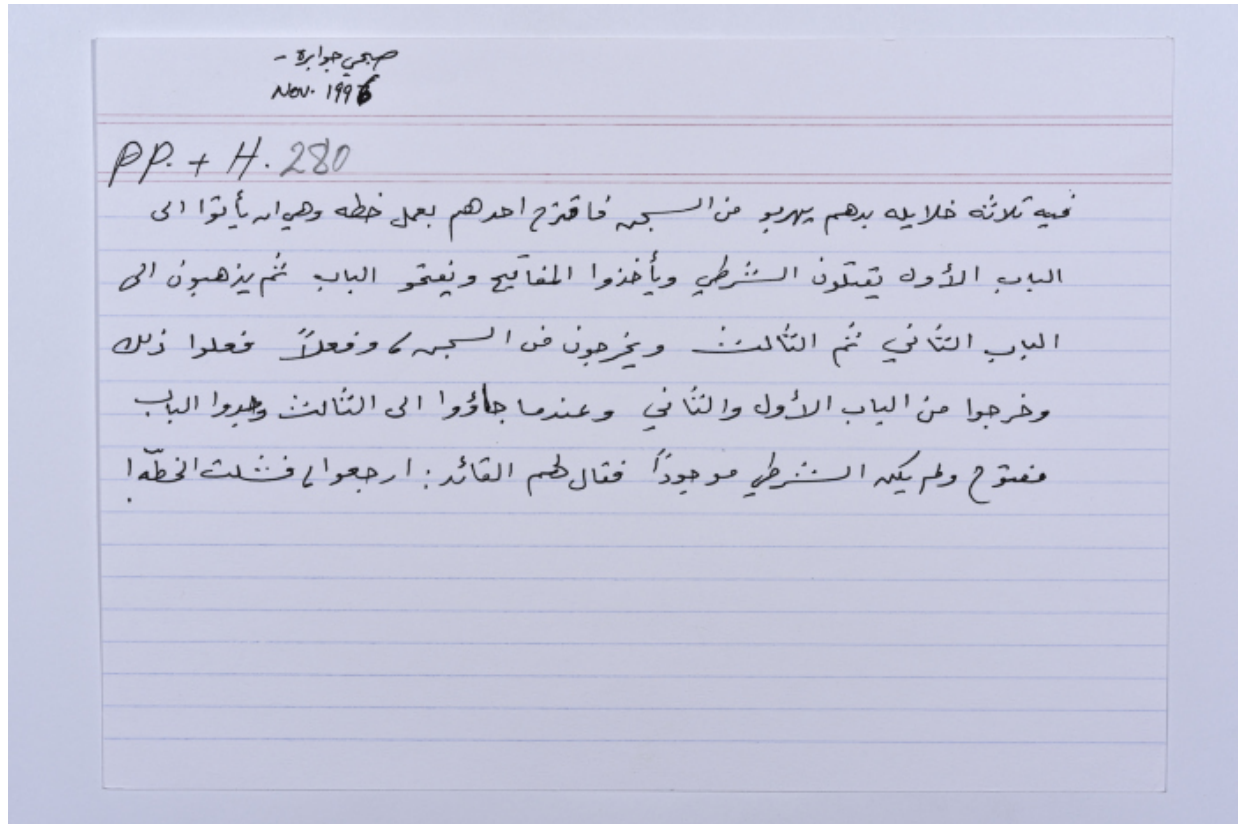 صبحي جوابرة -
Nov. 1996
PP. + H. 280
فيه ثلاثة خلايله بدهم يهربو من السجن فاقترح احدهم بعمل خطه وهي ان يأتوا الى
الباب الأول يقتلون الشرطي ويأخذوا المفاتيح ويفتحو الباب ثم يذهبون الى
الباب الثاني ثم الثالث ويخرجون من السجن، وفعلاً فعلوا ذلك
وخرجوا من الباب الأول والثاني وعندما جاؤوا الى الثالث وجدوا الباب
مفتوح ولم يكن الشرطي موجوداً فقال لهم القائد: ارجعوا، فشلت الخطّه!